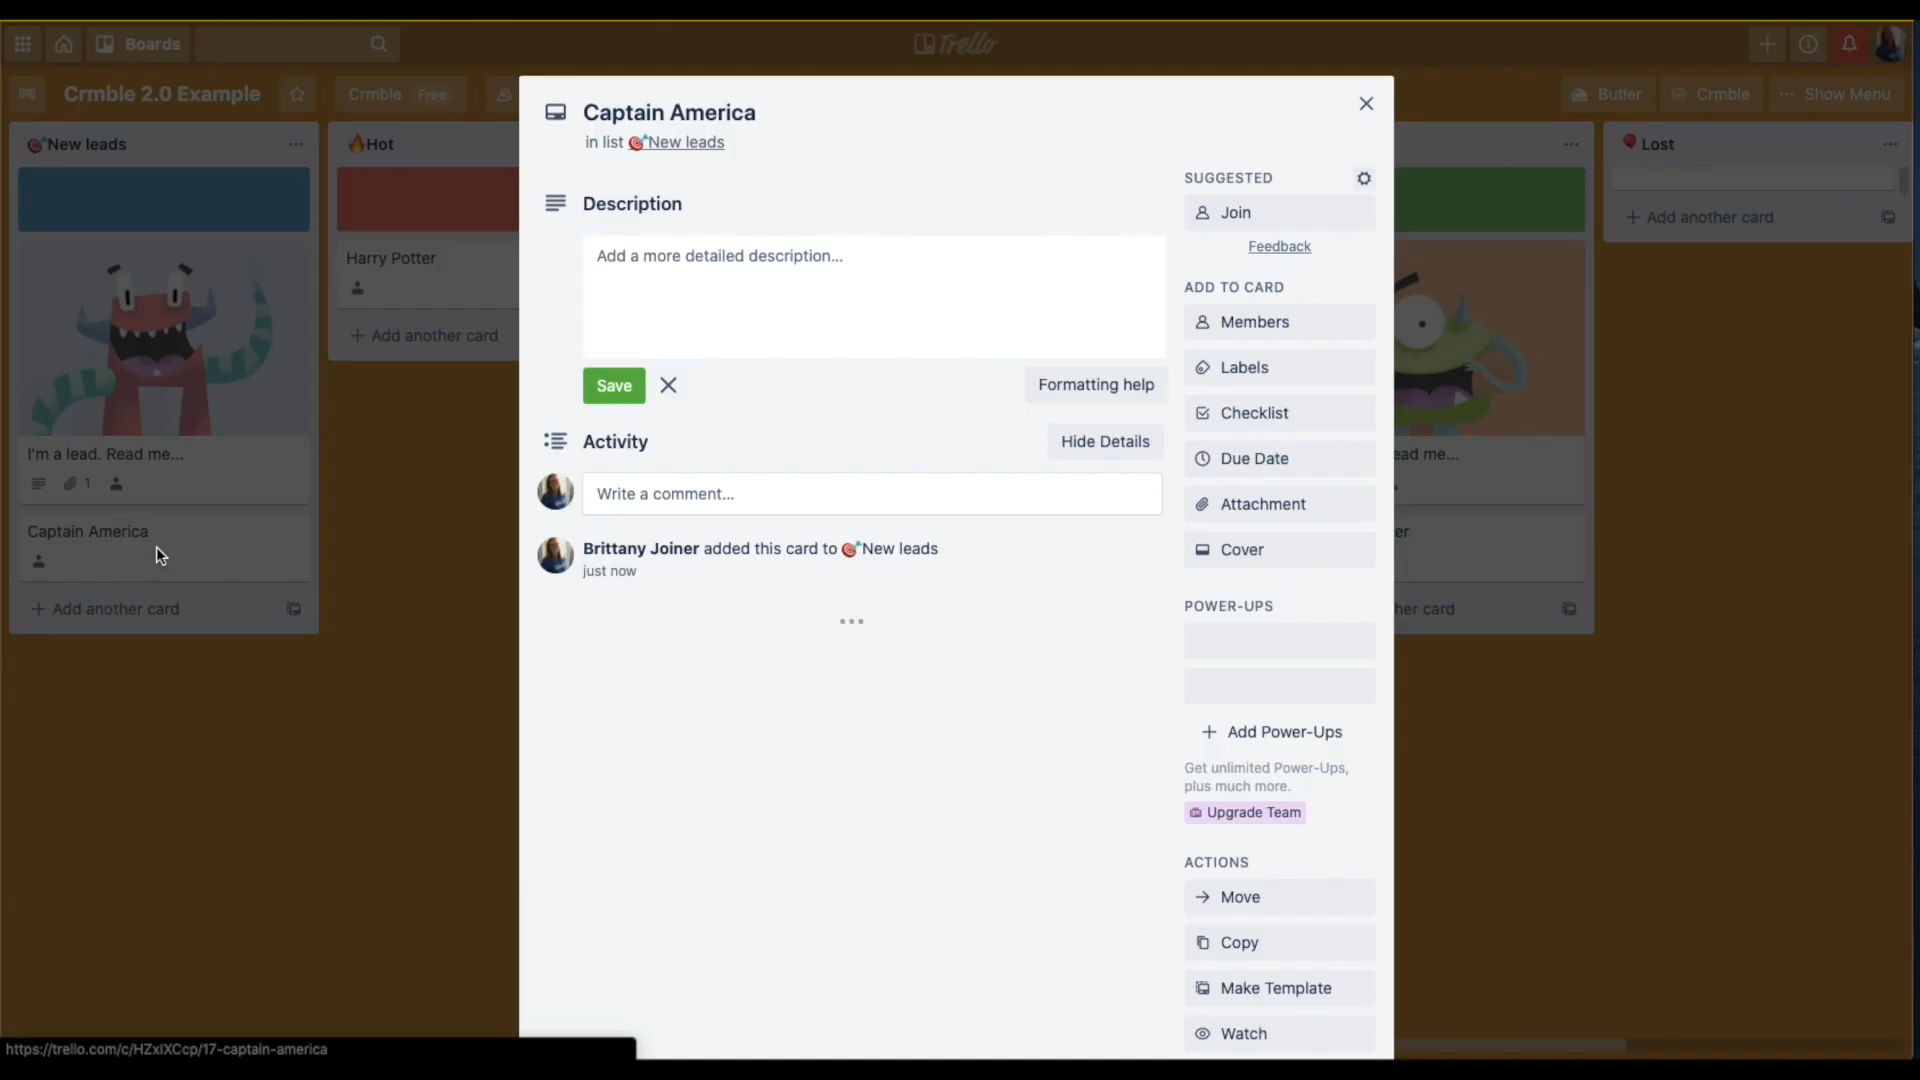 Boards
Trello
Crmble 2.0 Example
Crmble Free
Butler
Crmble
Show Menu
New leads
I'm a lead. Read me...
1
Captain America
Add another card
Hot
Harry Potter
Add another card
Captain America
in list New leads
Description
Add a more detailed description...
Save
Formatting help
Activity
Hide Details
Write a comment...
Brittany Joiner added this card to New leads
just now
SUGGESTED
Join
Feedback
ADD TO CARD
Members
Labels
Checklist
Due Date
Attachment
Cover
POWER-UPS
Add Power-Ups
Get unlimited Power-Ups,
plus much more.
Upgrade Team
ACTIONS
Move
Copy
Make Template
Watch
ead me...
er
her card
Lost
Add another card
https://trello.com/c/HZxIXCcp/17-captain-america